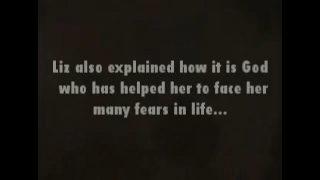 Liz also explained how it is God
who has helped her to face her
many fears in life...